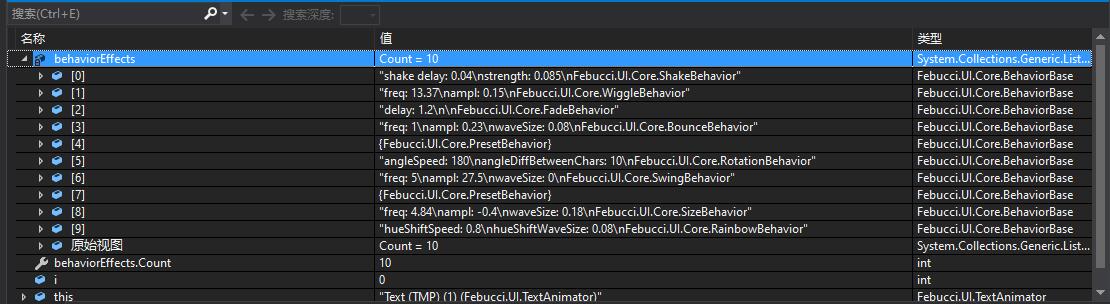 搜索(Ctrl+E) 搜索深度:
名称 值 类型
behaviorEffects Count = 10 System.Collections.Generic.List...
[0] "shake delay: 0.04\nstrength: 0.085\nFebucci.UI.Core.ShakeBehavior" Febucci.UI.Core.BehaviorBase
[1] "freq: 13.37\nampl: 0.15\nFebucci.UI.Core.WiggleBehavior" Febucci.UI.Core.BehaviorBase
[2] "delay: 1.2\n\nFebucci.UI.Core.FadeBehavior" Febucci.UI.Core.BehaviorBase
[3] "freq: 1\nampl: 0.23\nwaveSize: 0.08\nFebucci.UI.Core.BounceBehavior" Febucci.UI.Core.BehaviorBase
[4] {Febucci.UI.Core.PresetBehavior} Febucci.UI.Core.BehaviorBase
[5] "angleSpeed: 180\nangleDiffBetweenChars: 10\nFebucci.UI.Core.RotationBehavior" Febucci.UI.Core.BehaviorBase
[6] "freq: 5\nampl: 27.5\nwaveSize: 0\nFebucci.UI.Core.SwingBehavior" Febucci.UI.Core.BehaviorBase
[7] {Febucci.UI.Core.PresetBehavior} Febucci.UI.Core.BehaviorBase
[8] "freq: 4.84\nampl: -0.4\nwaveSize: 0.18\nFebucci.UI.Core.SizeBehavior" Febucci.UI.Core.BehaviorBase
[9] "hueShiftSpeed: 0.8\nhueShiftWaveSize: 0.08\nFebucci.UI.Core.RainbowBehavior" Febucci.UI.Core.BehaviorBase
原始视图 Count = 10 System.Collections.Generic.List...
behaviorEffects.Count 10 int
i 0 int
this "Text (TMP) (1) (Febucci.UI.TextAnimator)" Febucci.UI.TextAnimator